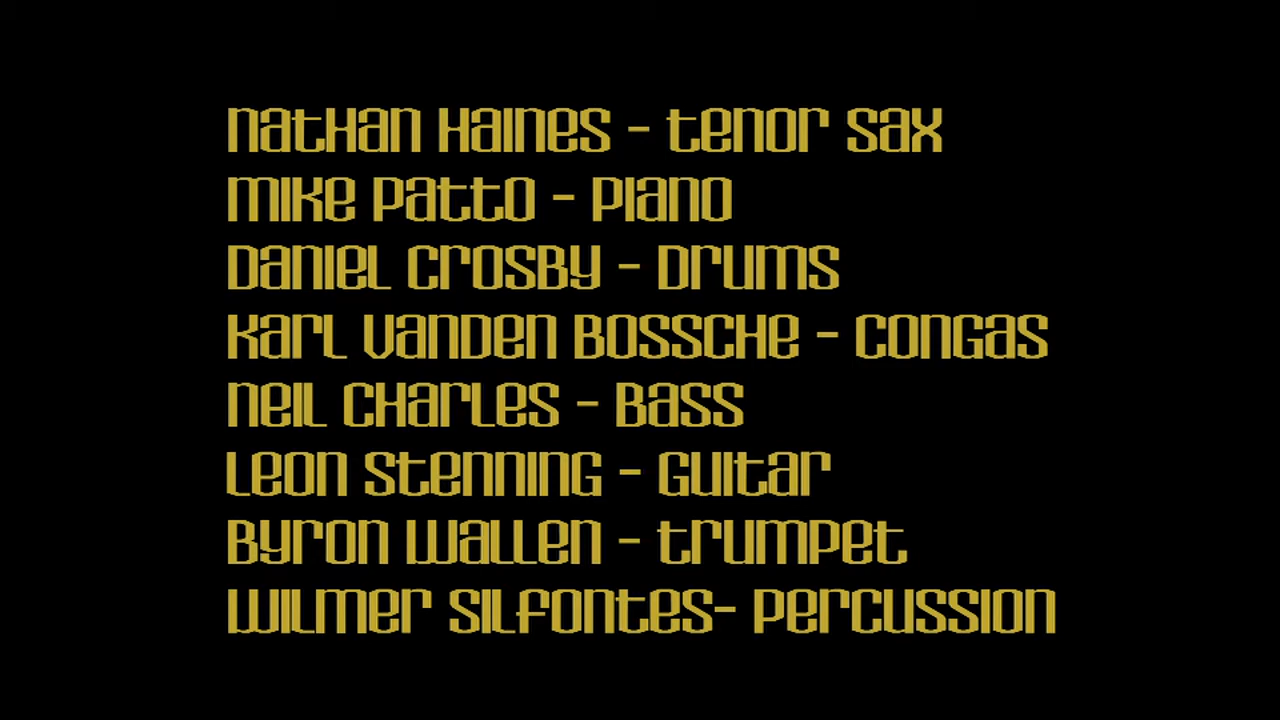 Nathan Haines - Tenor Sax
Mike Patto - Piano
Daniel Crosby - Drums
Karl Vanden Bossche - Congas
Neil Charles - Bass
Leon Stenning - Guitar
Byron Wallen - Trumpet
Wilmer Silfontes- Percussion